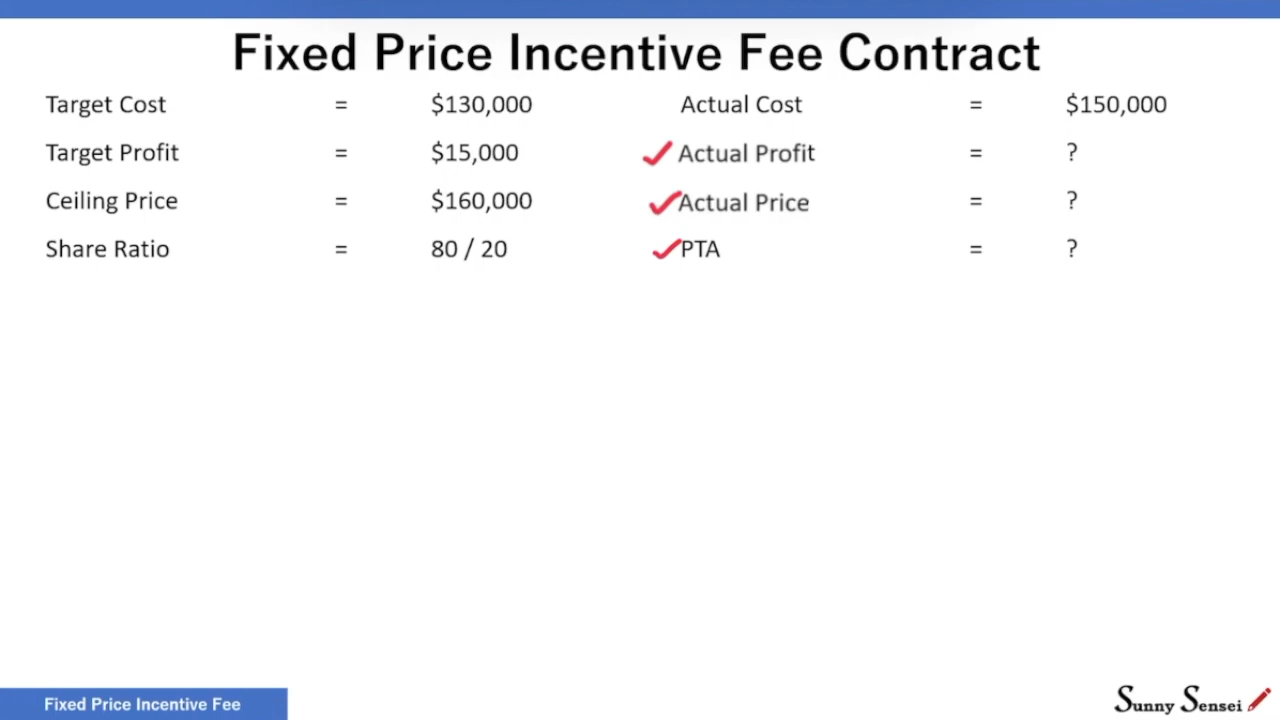 Fixed Price Incentive Fee Contract
Target Cost = $130,000 Actual Cost = $150,000
Target Profit = $15,000 Actual Profit = ?
Ceiling Price = $160,000 Actual Price = ?
Share Ratio = 80 / 20 PTA = ?
Fixed Price Incentive Fee
Sunny Sensei